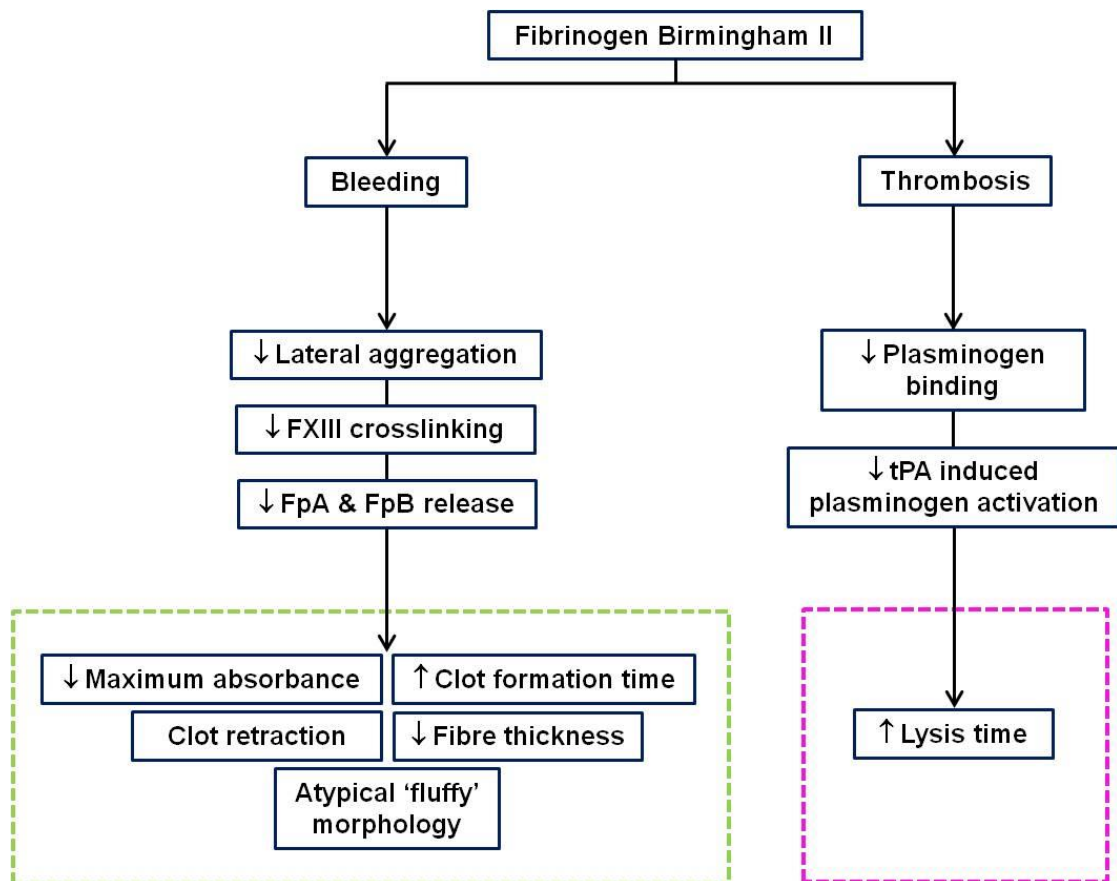 Fibrinogen Birmingham II
Bleeding
Thrombosis
↓ Lateral aggregation
↓ FXIII crosslinking
↓ FpA & FpB release
↓ Plasminogen
binding
↓ tPA induced
plasminogen activation
↓ Maximum absorbance
↑ Clot formation time
Clot retraction
↓ Fibre thickness
Atypical ‘fluffy’
morphology
↑ Lysis time